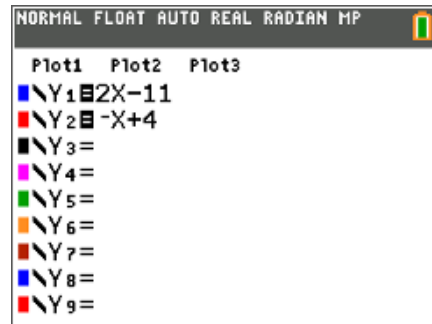 NORMAL FLOAT AUTO REAL RADIAN MP
Plot1 Plot2 Plot3
\Y₁=2X-11
\Y₂=-X+4
\Y₃=
\Y₄=
\Y₅=
\Y₆=
\Y₇=
\Y₈=
\Y₉=